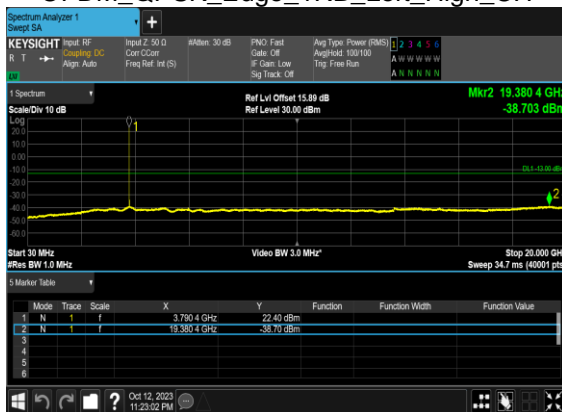 Spectrum Analyzer 1
Swept SA
+
KEYSIGHT Input: RF Input Z: 50 Ω #Atten: 30 dB PNO: Fast Avg Type: Power (RMS) 1 2 3 4 5 6
R T Coupling: DC Corr CCorr Gate: Off Avg|Hold: 100/100 A W W W W W
Align: Auto Freq Ref: Int (S) IF Gain: Low Trig: Free Run
LU Sig Track: Off A N N N N N
1 Spectrum Ref Lvl Offset 15.89 dB Mkr2 19.380 4 GHz
Scale/Div 10 dB Ref Level 30.00 dBm -38.703 dBm
Log
20.0
10.0
0.00
-10.0
-20.0
-30.0
-40.0
-50.0
-60.0
1
DL1 -13.00 dBm
2
Start 30 MHz Video BW 3.0 MHz* Stop 20.000 GHz
#Res BW 1.0 MHz Sweep 34.7 ms (40001 pts)
5 Marker Table
Mode Trace Scale X Y Function Function Width Function Value
1 N 1 f 3.790 4 GHz 22.40 dBm
2 N 1 f 19.380 4 GHz -38.70 dBm
3
4
5
6
? Oct 12, 2023
11:23:02 PM